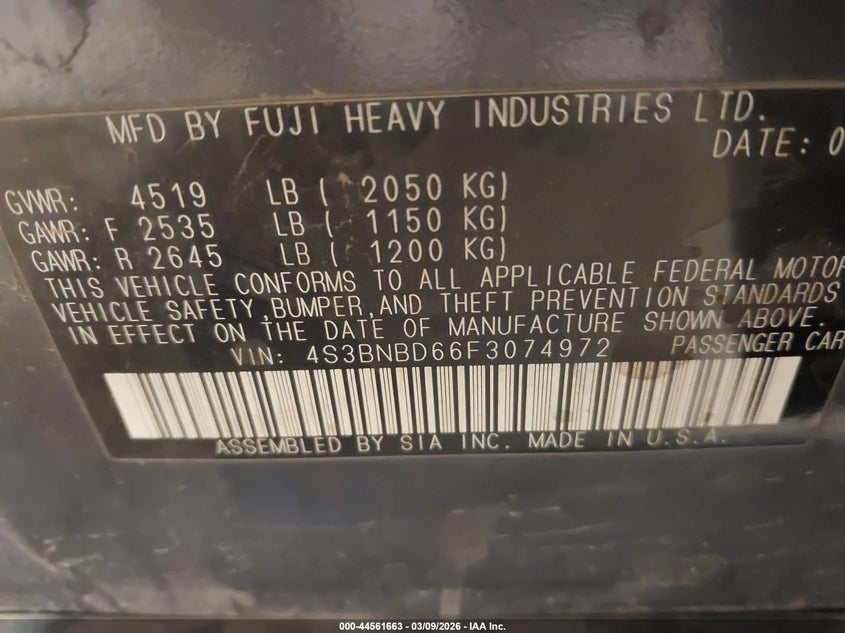 MFD BY FUJI HEAVY INDUSTRIES LTD.
DATE: 0
GVWR: 4519 LB ( 2050 KG)
GAWR: F 2535 LB ( 1150 KG)
GAWR: R 2645 LB ( 1200 KG)
THIS VEHICLE CONFORMS TO ALL APPLICABLE FEDERAL MOTOR
VEHICLE SAFETY,BUMPER,AND THEFT PREVENTION STANDARDS
IN EFFECT ON THE DATE OF MANUFACTURE SHOWN ABOVE.
VIN: 4S3BNBD66F3074972 PASSENGER CAR
ASSEMBLED BY SIA INC. MADE IN U.S.A.
000-44561663 - 03/09/2026 - IAA Inc.